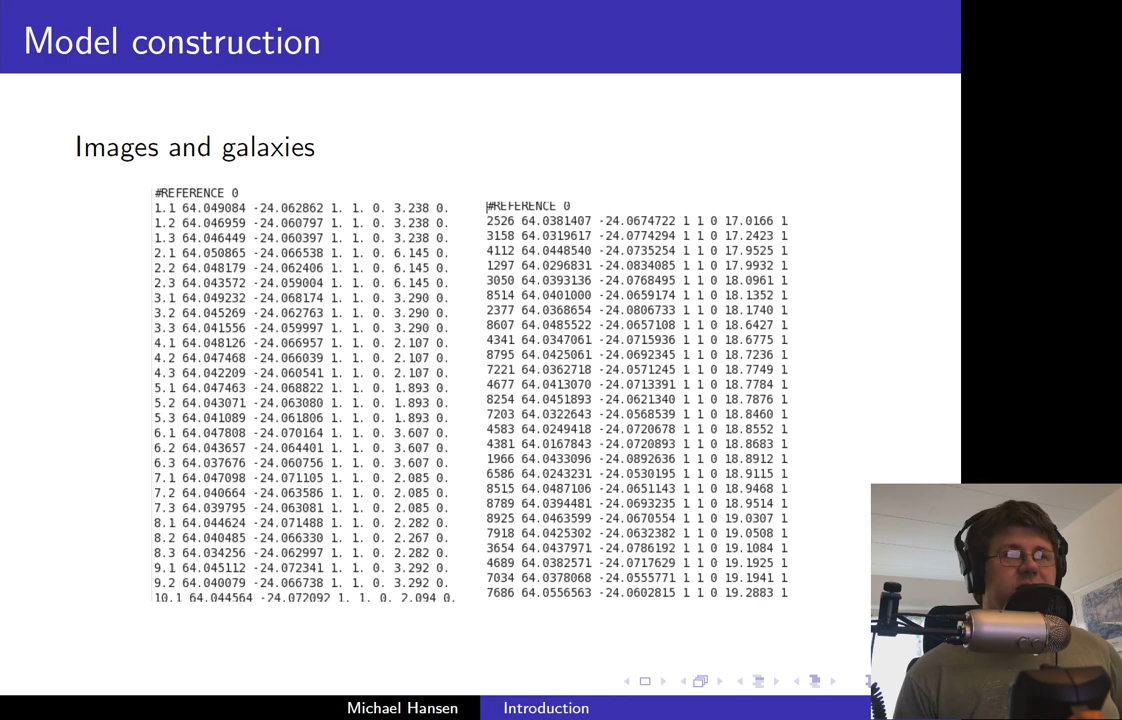 Model construction
Images and galaxies
#REFERENCE 0
1.1 64.049084 -24.062862 1. 1. 0. 3.238 0.
1.2 64.046959 -24.060797 1. 1. 0. 3.238 0.
1.3 64.046449 -24.060397 1. 1. 0. 3.238 0.
2.1 64.050865 -24.066538 1. 1. 0. 6.145 0.
2.2 64.048179 -24.062406 1. 1. 0. 6.145 0.
2.3 64.043572 -24.059004 1. 1. 0. 6.145 0.
3.1 64.049232 -24.068174 1. 1. 0. 3.290 0.
3.2 64.045269 -24.062763 1. 1. 0. 3.290 0.
3.3 64.041556 -24.059997 1. 1. 0. 3.290 0.
4.1 64.048126 -24.066957 1. 1. 0. 2.107 0.
4.2 64.047468 -24.066039 1. 1. 0. 2.107 0.
4.3 64.042209 -24.060541 1. 1. 0. 2.107 0.
5.1 64.047463 -24.068822 1. 1. 0. 1.893 0.
5.2 64.043071 -24.063080 1. 1. 0. 1.893 0.
5.3 64.041089 -24.061806 1. 1. 0. 1.893 0.
6.1 64.047808 -24.070164 1. 1. 0. 3.607 0.
6.2 64.043657 -24.064401 1. 1. 0. 3.607 0.
6.3 64.037676 -24.060756 1. 1. 0. 3.607 0.
7.1 64.047098 -24.071105 1. 1. 0. 2.085 0.
7.2 64.040664 -24.063586 1. 1. 0. 2.085 0.
7.3 64.039795 -24.063081 1. 1. 0. 2.085 0.
8.1 64.044624 -24.071488 1. 1. 0. 2.282 0.
8.2 64.040485 -24.066330 1. 1. 0. 2.267 0.
8.3 64.034256 -24.062997 1. 1. 0. 2.282 0.
9.1 64.045112 -24.072341 1. 1. 0. 3.292 0.
9.2 64.040079 -24.066738 1. 1. 0. 3.292 0.
10.1 64.044564 -24.072092 1. 1. 0. 2.094 0.
#REFERENCE 0
2526 64.0381407 -24.0674722 1 1 0 17.0166 1
3158 64.0319617 -24.0774294 1 1 0 17.2423 1
4112 64.0448540 -24.0735254 1 1 0 17.9525 1
1297 64.0296831 -24.0834085 1 1 0 17.9932 1
3050 64.0393136 -24.0768495 1 1 0 18.0961 1
8514 64.0401000 -24.0659174 1 1 0 18.1352 1
2377 64.0368654 -24.0806733 1 1 0 18.1740 1
8607 64.0485522 -24.0657108 1 1 0 18.6427 1
4341 64.0347061 -24.0715936 1 1 0 18.6775 1
8795 64.0425061 -24.0692345 1 1 0 18.7236 1
7221 64.0362718 -24.0571245 1 1 0 18.7749 1
4677 64.0413070 -24.0713391 1 1 0 18.7784 1
8254 64.0451893 -24.0621340 1 1 0 18.7876 1
7203 64.0322643 -24.0568539 1 1 0 18.8460 1
4583 64.0249418 -24.0720678 1 1 0 18.8552 1
4381 64.0167843 -24.0720893 1 1 0 18.8683 1
1966 64.0433096 -24.0892636 1 1 0 18.8912 1
6586 64.0243231 -24.0530195 1 1 0 18.9115 1
8515 64.0487106 -24.0651143 1 1 0 18.9468 1
8789 64.0394481 -24.0693235 1 1 0 18.9514 1
8925 64.0463599 -24.0670554 1 1 0 19.0307 1
7918 64.0425302 -24.0632382 1 1 0 19.0508 1
3654 64.0437971 -24.0786192 1 1 0 19.1084 1
4689 64.0382571 -24.0717629 1 1 0 19.1925 1
7034 64.0378068 -24.0555771 1 1 0 19.1941 1
7686 64.0556563 -24.0602815 1 1 0 19.2883 1
Michael Hansen
Introduction